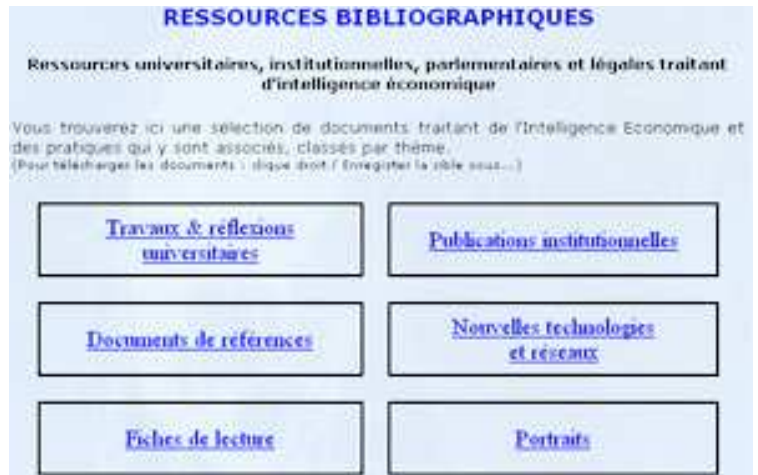 RESSOURCES BIBLIOGRAPHIQUES
Ressources universitaires, institutionnelles, parlementaires et légales traitant
d'intelligence économique
Vous trouverez ici une sélection de documents traitant de l'Intelligence Economique et
des pratiques qui y sont associés, classés par thème.
(Pour télécharger les documents : clique droit / Enregister la cible sous...)
Travaux & réflexions
universitaires
Publications institutionnelles
Documents de références
Nouvelles technologies
et réseaux
Fiches de lecture
Portraits